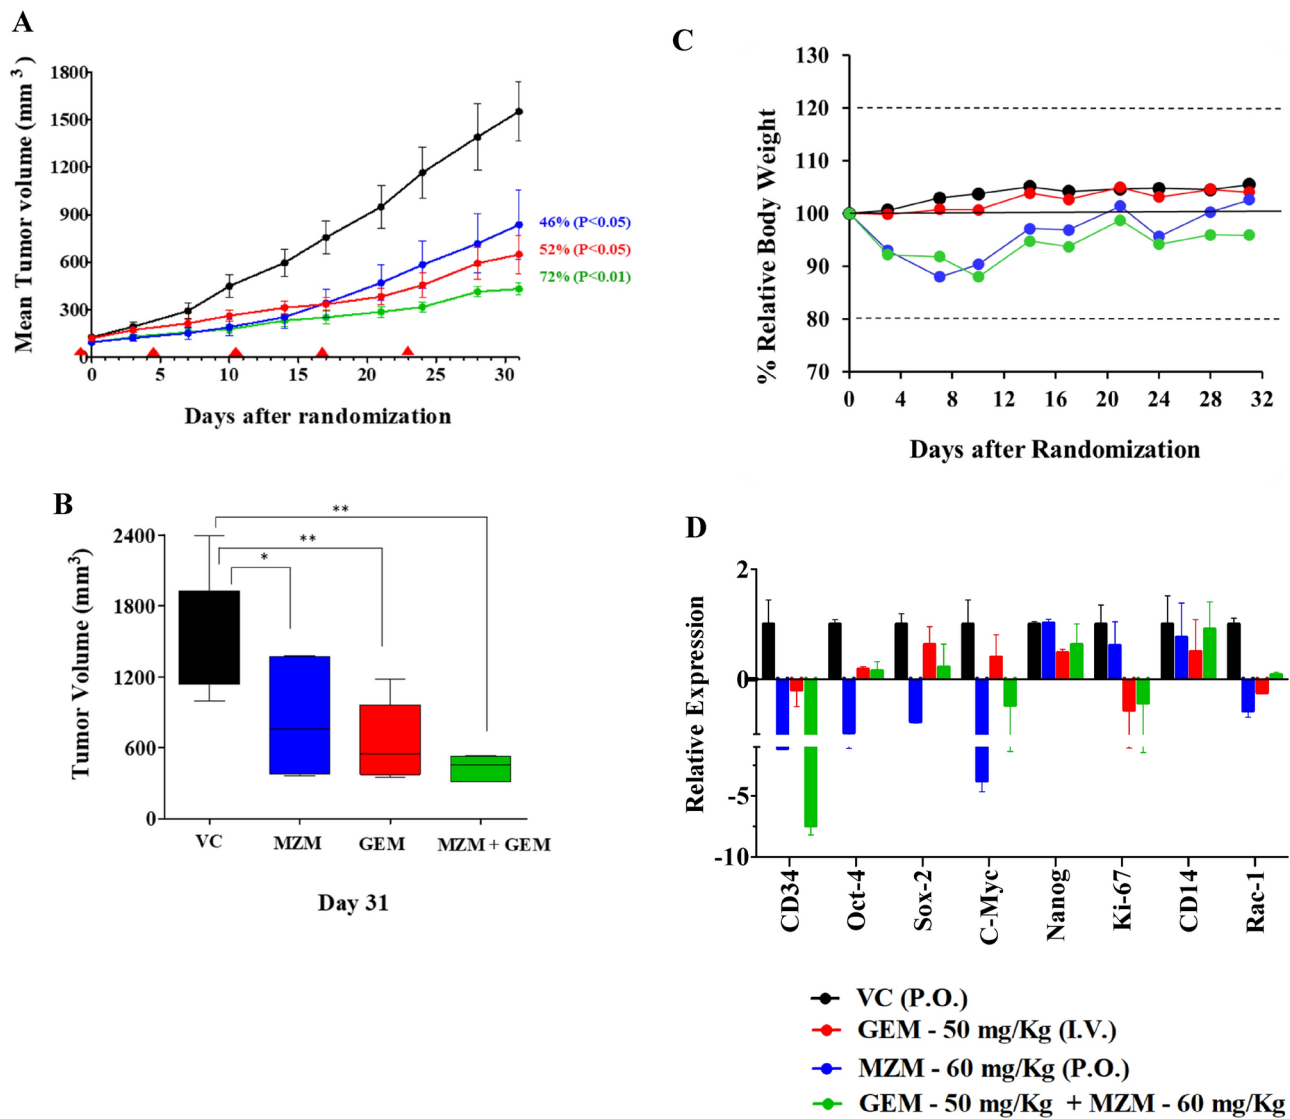 A
Mean Tumor volume (mm 3 )
1800
1500
1200
900
600
300
0
46% (P<0.05)
52% (P<0.05)
72% (P<0.01)
0 5 10 15 20 25 30
Days after randomization
C
% Relative Body Weight
130
120
110
100
90
80
70
0 4 8 12 16 20 24 28 32
Days after Randomization
B
Tumor Volume (mm3)
2400
1800
1200
600
0
**
**
*
VC MZM GEM MZM + GEM
Day 31
D
Relative Expression
2
0
-5
-10
CD34
Oct-4
Sox-2
C-Myc
Nanog
Ki-67
CD14
Rac-1
VC (P.O.)
GEM - 50 mg/Kg (I.V.)
MZM - 60 mg/Kg (P.O.)
GEM - 50 mg/Kg + MZM - 60 mg/Kg